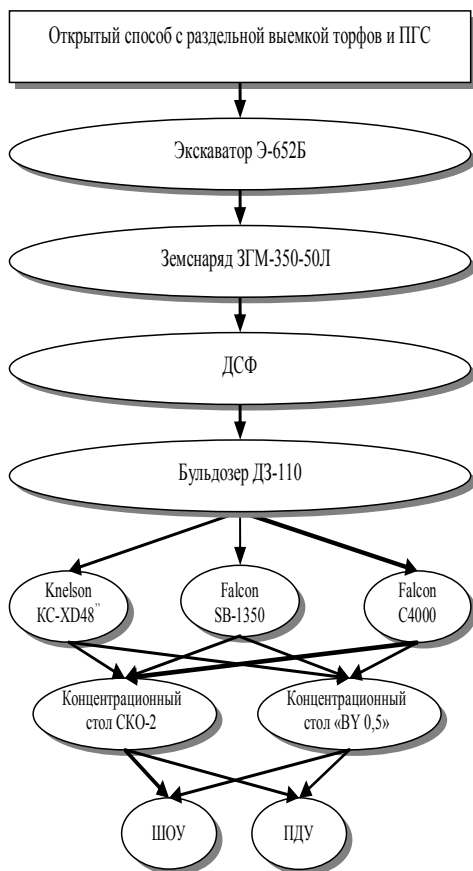 Открытый способ с раздельной выемкой торфов и ПГС
Экскаватор Э-652Б
Земснаряд ЗГМ-350-50Л
ДСФ
Бульдозер ДЗ-110
Knelson
КС-XD48”
Falcon
SB-1350
Falcon
C4000
Концентрационный
стол СКО-2
Концентрационный
стол «BY 0,5»
ШОУ
ПДУ